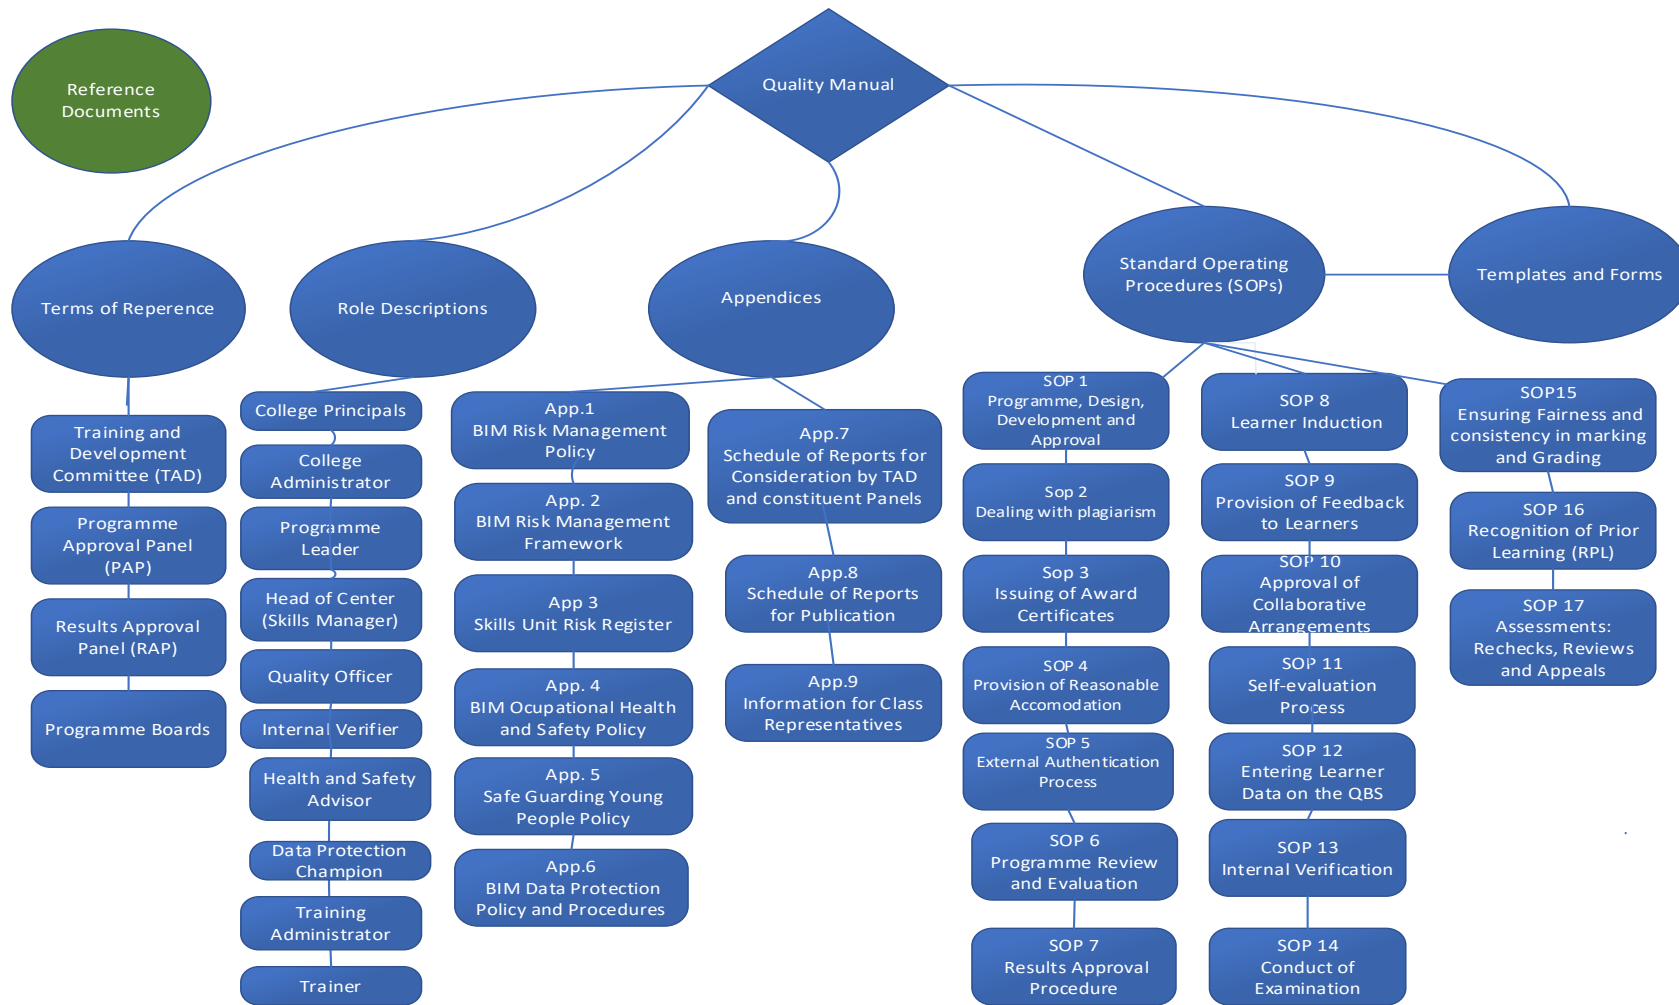 Reference
Documents
Quality Manual
Terms of Reperence
Role Descriptions
Appendices
Standard Operating
Procedures (SOPs)
Templates and Forms
Training and
Development
Committee (TAD)
Programme
Approval Panel
(PAP)
Results Approval
Panel (RAP)
Programme Boards
College Principals
College
Administrator
Programme
Leader
Head of Center
(Skills Manager)
Quality Officer
Internal Verifier
Health and Safety
Advisor
Data Protection
Champion
Training
Administrator
Trainer
App.1
BIM Risk Management
Policy
App. 2
BIM Risk Management
Framework
App 3
Skills Unit Risk Register
App. 4
BIM Ocupational Health
and Safety Policy
App. 5
Safe Guarding Young
People Policy
App.6
BIM Data Protection
Policy and Procedures
App.7
Schedule of Reports for
Consideration by TAD
and constituent Panels
App.8
Schedule of Reports
for Publication
App.9
Information for Class
Representatives
SOP 1
Programme, Design,
Development and
Approval
Sop 2
Dealing with plagiarism
Sop 3
Issuing of Award
Certificates
SOP 4
Provision of Reasonable
Accomodation
SOP 5
External Authentication
Process
SOP 6
Programme Review
and Evaluation
SOP 7
Results Approval
Procedure
SOP 8
Learner Induction
SOP 9
Provision of Feedback
to Learners
SOP 10
Approval of
Collaborative
Arrangements
SOP 11
Self-evaluation
Process
SOP 12
Entering Learner
Data on the QBS
SOP 13
Internal Verification
SOP 14
Conduct of
Examination
SOP15
Ensuring Fairness and
consistency in marking
and Grading
SOP 16
Recognition of Prior
Learning (RPL)
SOP 17
Assessments:
Rechecks, Reviews
and Appeals